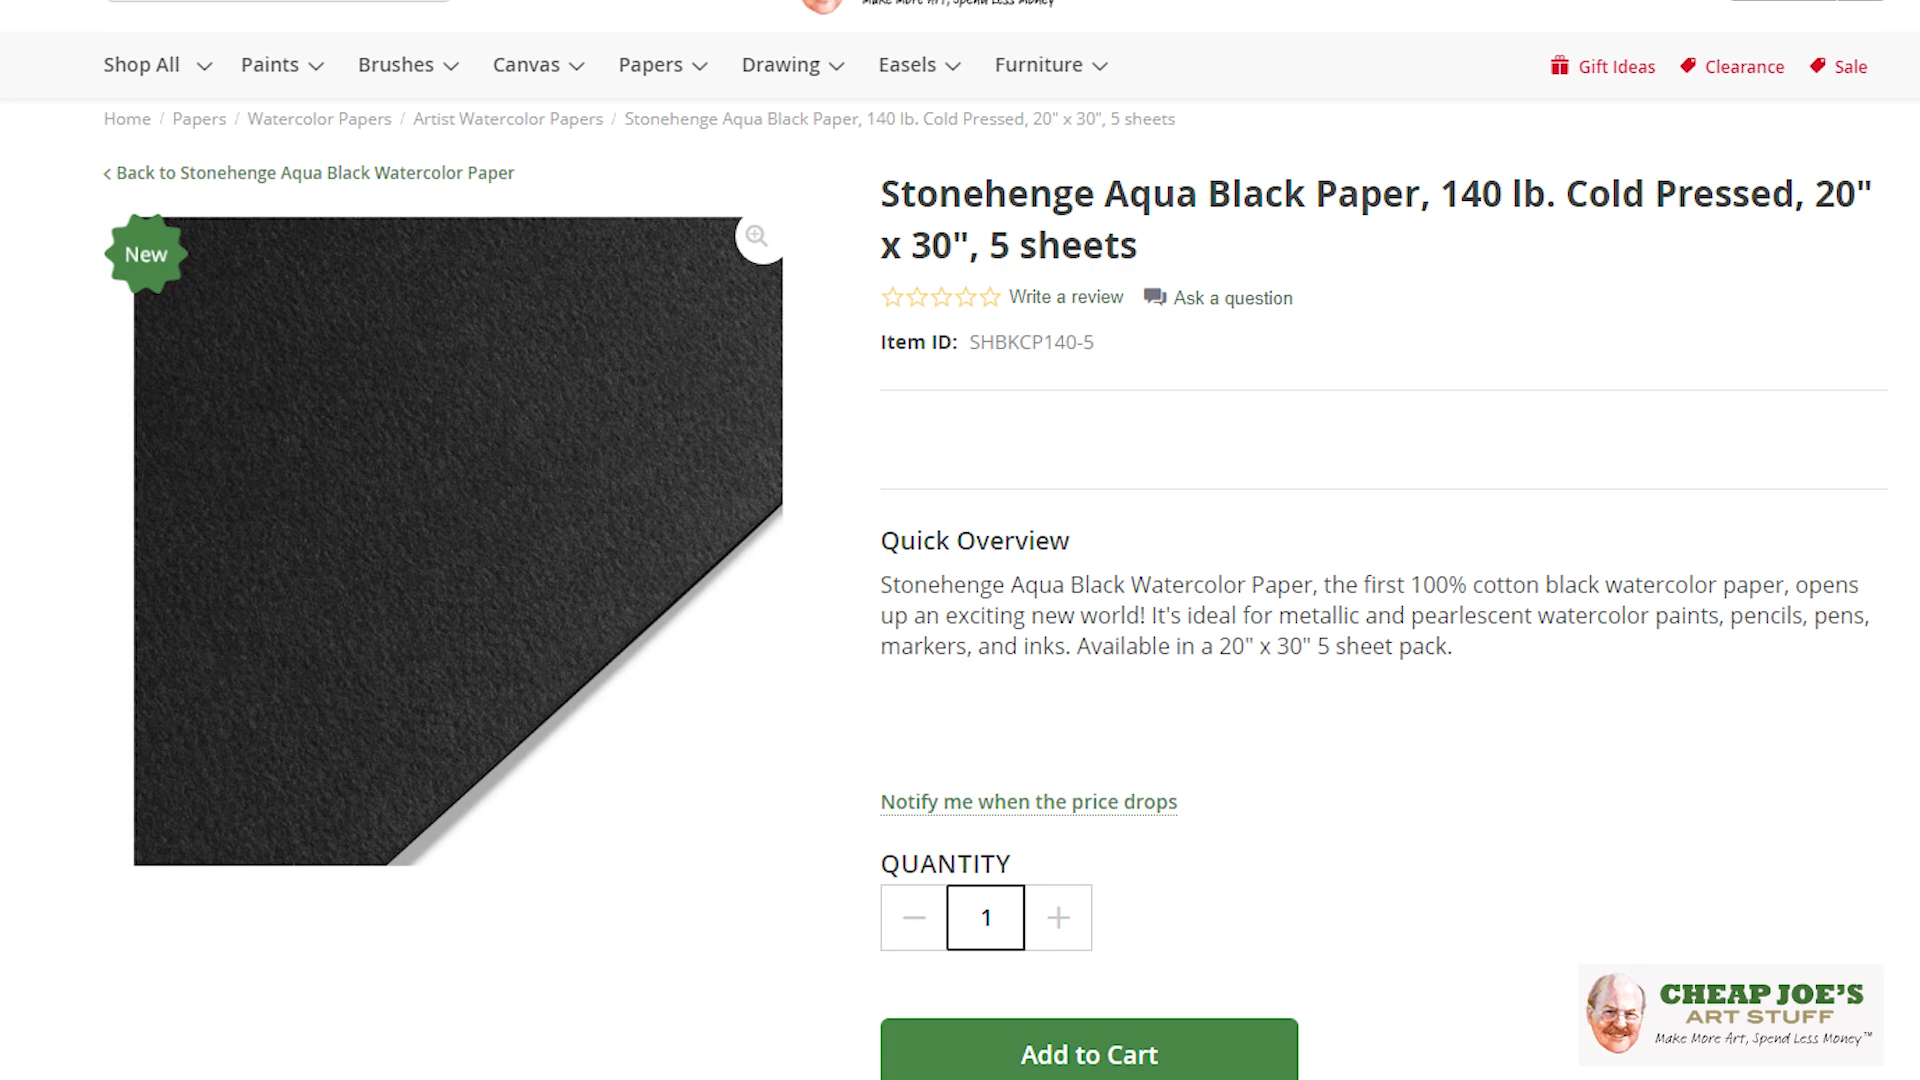 Make More Art, Spend Less Money
Shop All Paints Brushes Canvas Papers Drawing Easels Furniture Gift Ideas Clearance Sale
Home / Papers / Watercolor Papers / Artist Watercolor Papers / Stonehenge Aqua Black Paper, 140 lb. Cold Pressed, 20" x 30", 5 sheets
< Back to Stonehenge Aqua Black Watercolor Paper
New
Stonehenge Aqua Black Paper, 140 lb. Cold Pressed, 20"
x 30", 5 sheets
Write a review Ask a question
Item ID: SHBKCP140-5
Quick Overview
Stonehenge Aqua Black Watercolor Paper, the first 100% cotton black watercolor paper, opens
up an exciting new world! It's ideal for metallic and pearlescent watercolor paints, pencils, pens,
markers, and inks. Available in a 20" x 30" 5 sheet pack.
Notify me when the price drops
QUANTITY
1
Add to Cart
CHEAP JOE'S
ART STUFF
Make More Art, Spend Less Money™